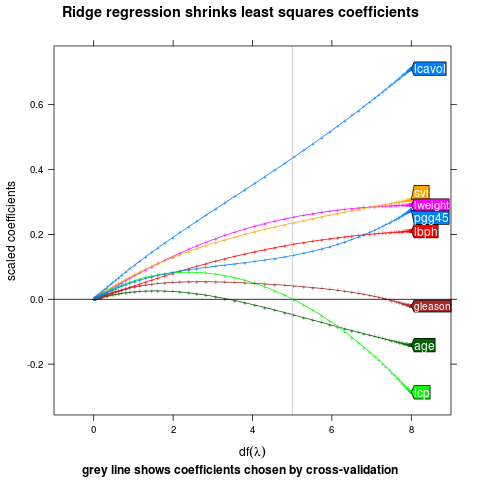 Ridge regression shrinks least squares coefficients
scaled coefficients
0.6
0.4
0.2
0.0
-0.2
lcavol
svi
lweight
pgg45
lbph
gleason
age
lcp
0 2 4 6 8
df(λ)
grey line shows coefficients chosen by cross-validation